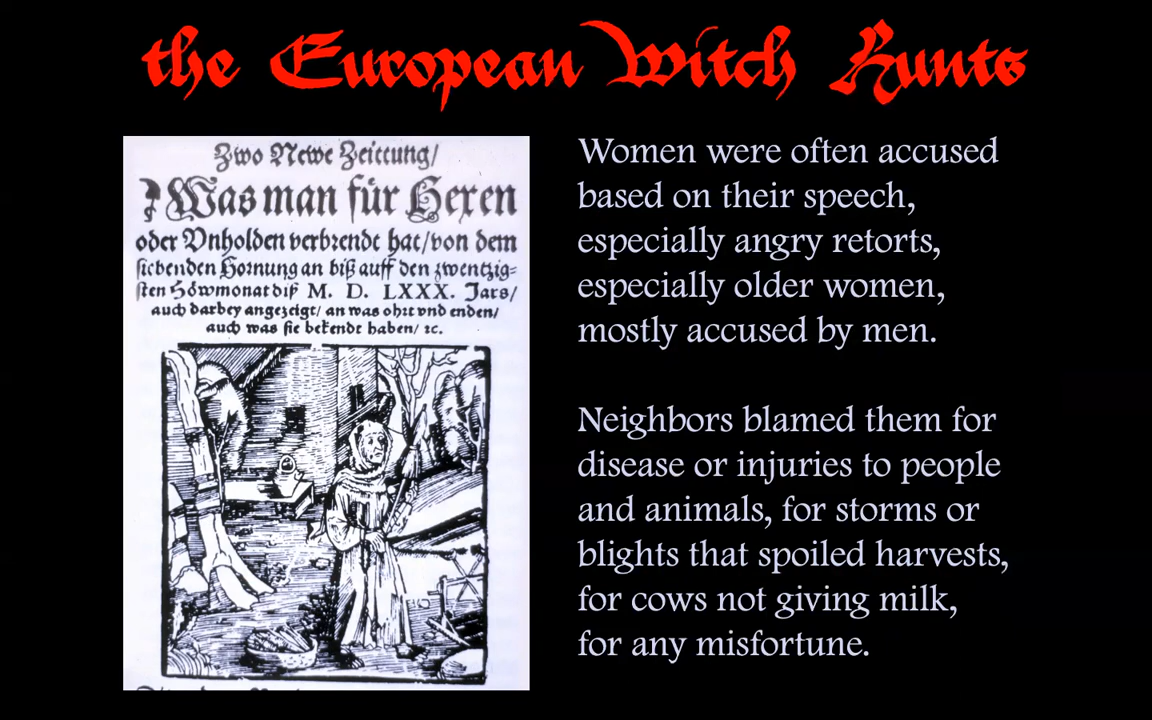 the European Witch Hunts
Zwo Newe Zeittung/
Was man für Hexen
oder Vnholden verbrendt hat/von dem
siebenden Hornung an biß auff den zwentzig=
sten Höwmonat diß M. D. LXXX. Jars/
auch darbey angezeigt/ an was ohrt vnd enden/
auch was sie bekendt haben/ ꝛc.
Women were often accused
based on their speech,
especially angry retorts,
especially older women,
mostly accused by men.
Neighbors blamed them for
disease or injuries to people
and animals, for storms or
blights that spoiled harvests,
for cows not giving milk,
for any misfortune.